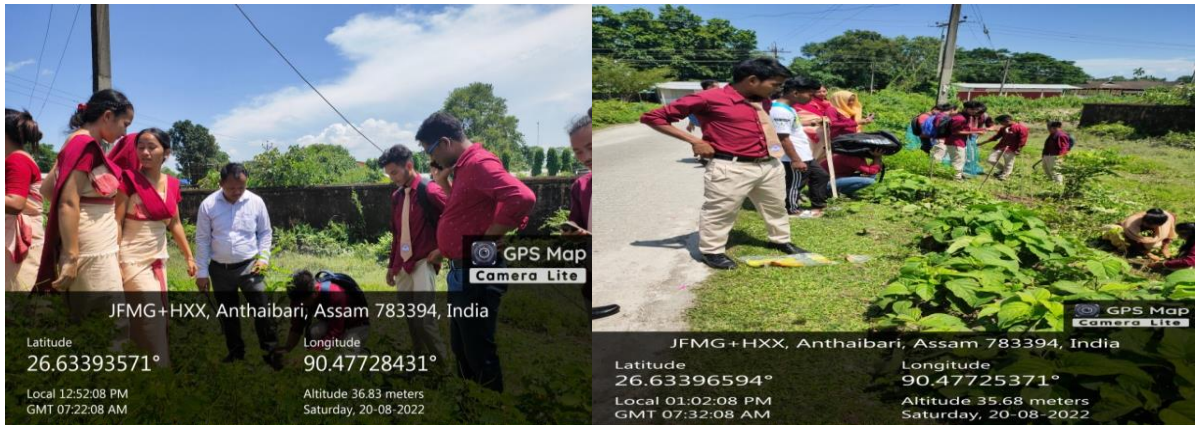 GPS Map
Camera Lite
JFMG+HXX, Anthaibari, Assam 783394, India
Latitude
26.63393571°
Longitude
90.47728431°
Local 12:52:08 PM
GMT 07:22:08 AM
Altitude 36.83 meters
Saturday, 20-08-2022
GPS Map
Camera Lite
JFMG+HXX, Anthaibari, Assam 783394, India
Latitude
26.63396594°
Longitude
90.47725371°
Local 01:02:08 PM
GMT 07:32:08 AM
Altitude 35.68 meters
Saturday, 20-08-2022